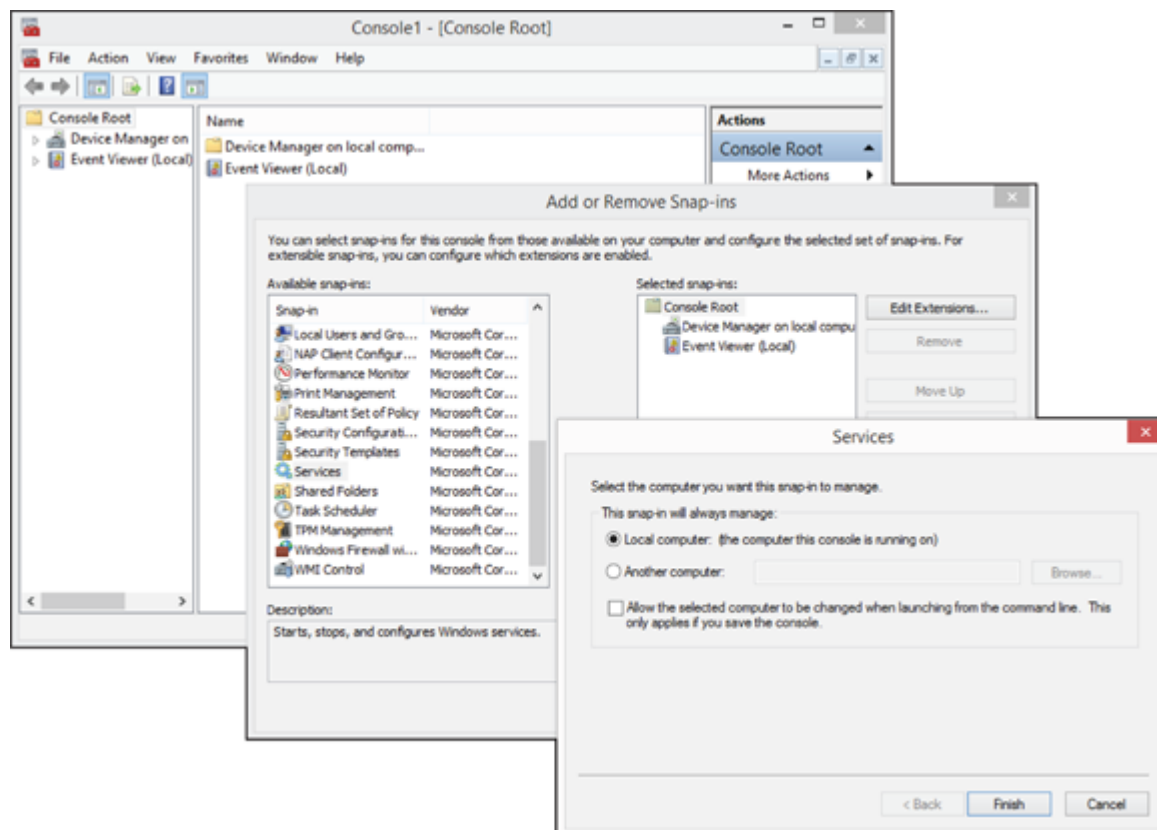 Console1 - [Console Root]
File Action View Favorites Window Help
Console Root
Device Manager on
Event Viewer (Local)
Name
Device Manager on local comp...
Event Viewer (Local)
Actions
Console Root
More Actions
Add or Remove Snap-ins
You can select snap-ins for this console from those available on your computer and configure the selected set of snap-ins. For
extensible snap-ins, you can configure which extensions are enabled.
Available snap-ins:
Snap-in Vendor
Local Users and Gro... Microsoft Cor...
NAP Client Configur... Microsoft Cor...
Performance Monitor Microsoft Cor...
Print Management Microsoft Cor...
Resultant Set of Policy Microsoft Cor...
Security Configurati... Microsoft Cor...
Security Templates Microsoft Cor...
Services Microsoft Cor...
Shared Folders Microsoft Cor...
Task Scheduler Microsoft Cor...
TPM Management Microsoft Cor...
Windows Firewall wi... Microsoft Cor...
WMI Control Microsoft Cor...
Selected snap-ins:
Console Root
Device Manager on local compu
Event Viewer (Local)
Edit Extensions...
Remove
Move Up
Description:
Starts, stops, and configures Windows services.
Services
Select the computer you want this snap-in to manage.
This snap-in will always manage:
Local computer: (the computer this console is running on)
Another computer:
Browse...
Allow the selected computer to be changed when launching from the command line. This
only applies if you save the console.
< Back Finish Cancel